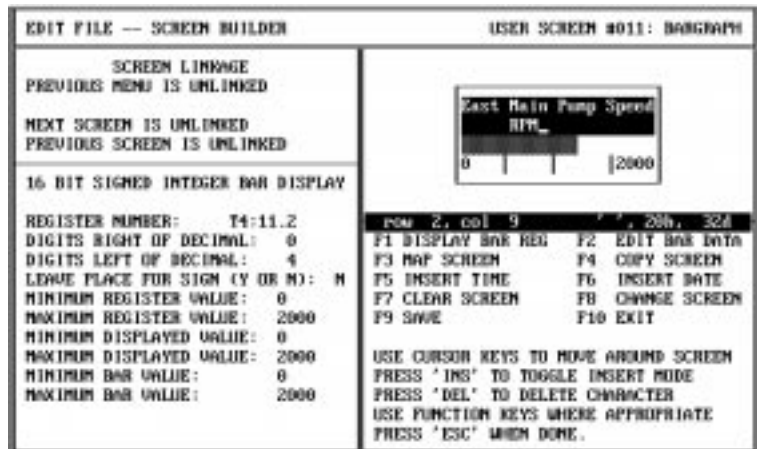 EDIT FILE -- SCREEN BUILDER
USER SCREEN #011: BARGRAPH
SCREEN LINKAGE
PREVIOUS MENU IS UNLINKED
NEXT SCREEN IS UNLINKED
PREVIOUS SCREEN IS UNLINKED
16 BIT SIGNED INTEGER BAR DISPLAY
REGISTER NUMBER: T4:11.2
DIGITS RIGHT OF DECIMAL: 0
DIGITS LEFT OF DECIMAL: 4
LEAVE PLACE FOR SIGN (Y OR N): N
MINIMUM REGISTER VALUE: 0
MAXIMUM REGISTER VALUE: 2000
MINIMUM DISPLAYED VALUE: 0
MAXIMUM DISPLAYED VALUE: 2000
MINIMUM BAR VALUE: 0
MAXIMUM BAR VALUE: 2000
East Main Pump Speed
RPM_
0 | | |2000
row 2, col 9 ' ', 20h, 32d
F1 DISPLAY BAR REG F2 EDIT BAR DATA
F3 MAP SCREEN F4 COPY SCREEN
F5 INSERT TIME F6 INSERT DATE
F7 CLEAR SCREEN F8 CHANGE SCREEN
F9 SAVE F10 EXIT
USE CURSOR KEYS TO MOVE AROUND SCREEN
PRESS 'INS' TO TOGGLE INSERT MODE
PRESS 'DEL' TO DELETE CHARACTER
USE FUNCTION KEYS WHERE APPROPRIATE
PRESS 'ESC' WHEN DONE.